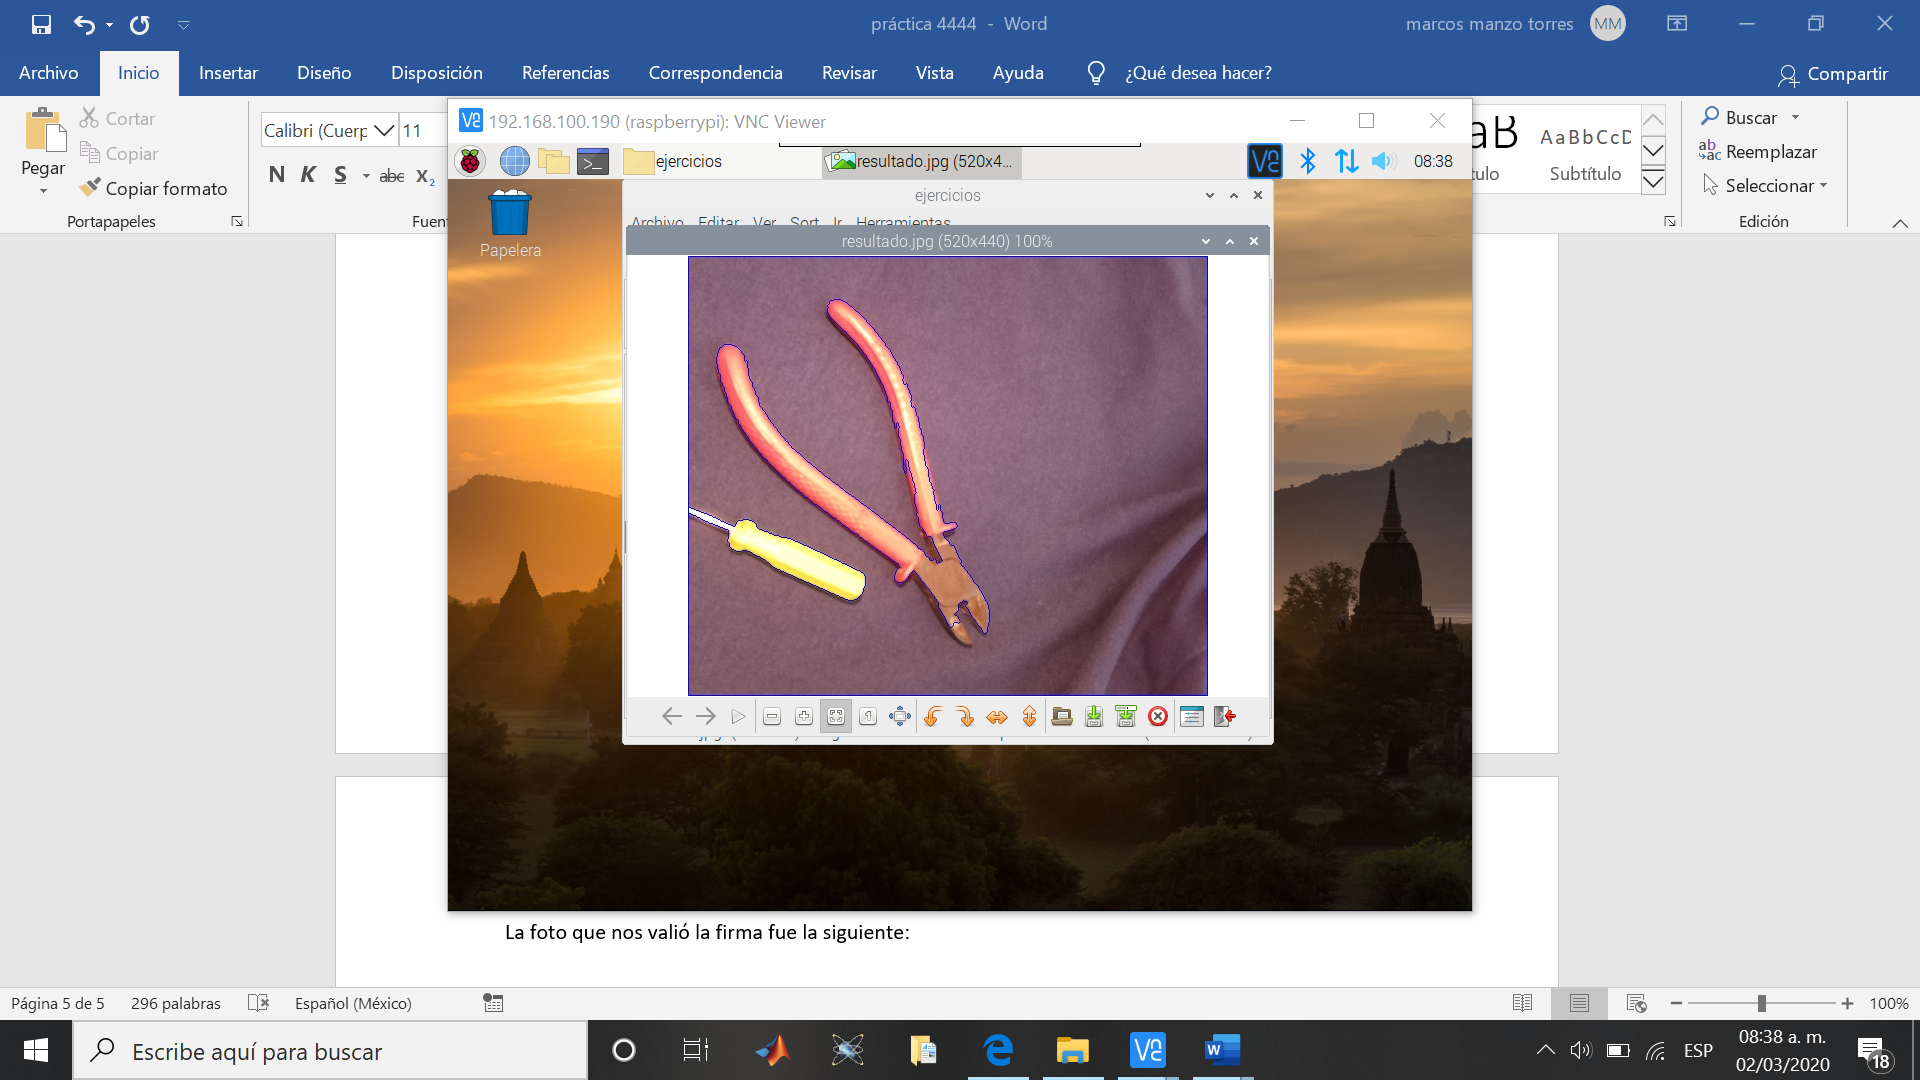 práctica 4444 - Word
marcos manzo torres
MM
Archivo
Inicio
Insertar
Diseño
Disposición
Referencias
Correspondencia
Revisar
Vista
Ayuda
¿Qué desea hacer?
Compartir
Pegar
Cortar
Copiar
Copiar formato
Portapapeles
Calibri (Cuerp
11
N K S abc X₂
Fuen
192.168.100.190 (raspberrypi): VNC Viewer
AaBbCcD
tulo
Subtítulo
Buscar
Reemplazar
Seleccionar
Edición
ejercicios
resultado.jpg (520x4...
08:38
Papelera
ejercicios
Archivo Editar Ver Sort Ir Herramientas
resultado.jpg (520x440) 100%
La foto que nos valió la firma fue la siguiente:
Página 5 de 5
296 palabras
Español (México)
100%
Escribe aquí para buscar
ESP
08:38 a. m.
02/03/2020
18